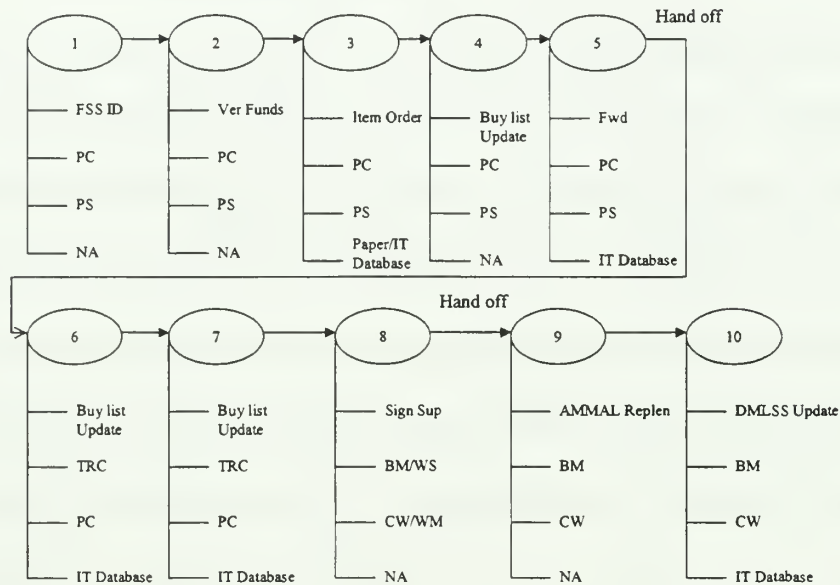 Hand off
1
2
3
4
5
FSS ID
PC
PS
NA
Ver Funds
PC
PS
NA
Item Order
PC
PS
Paper/IT
Database
Buy list
Update
PC
PS
NA
Fwd
PC
PS
IT Database
Hand off
6
7
8
9
10
Buy list
Update
TRC
PC
IT Database
Buy list
Update
TRC
PC
IT Database
Sign Sup
BM/WS
CW/WM
NA
AMMAL Replen
BM
CW
NA
DMLSS Update
BM
CW
IT Database